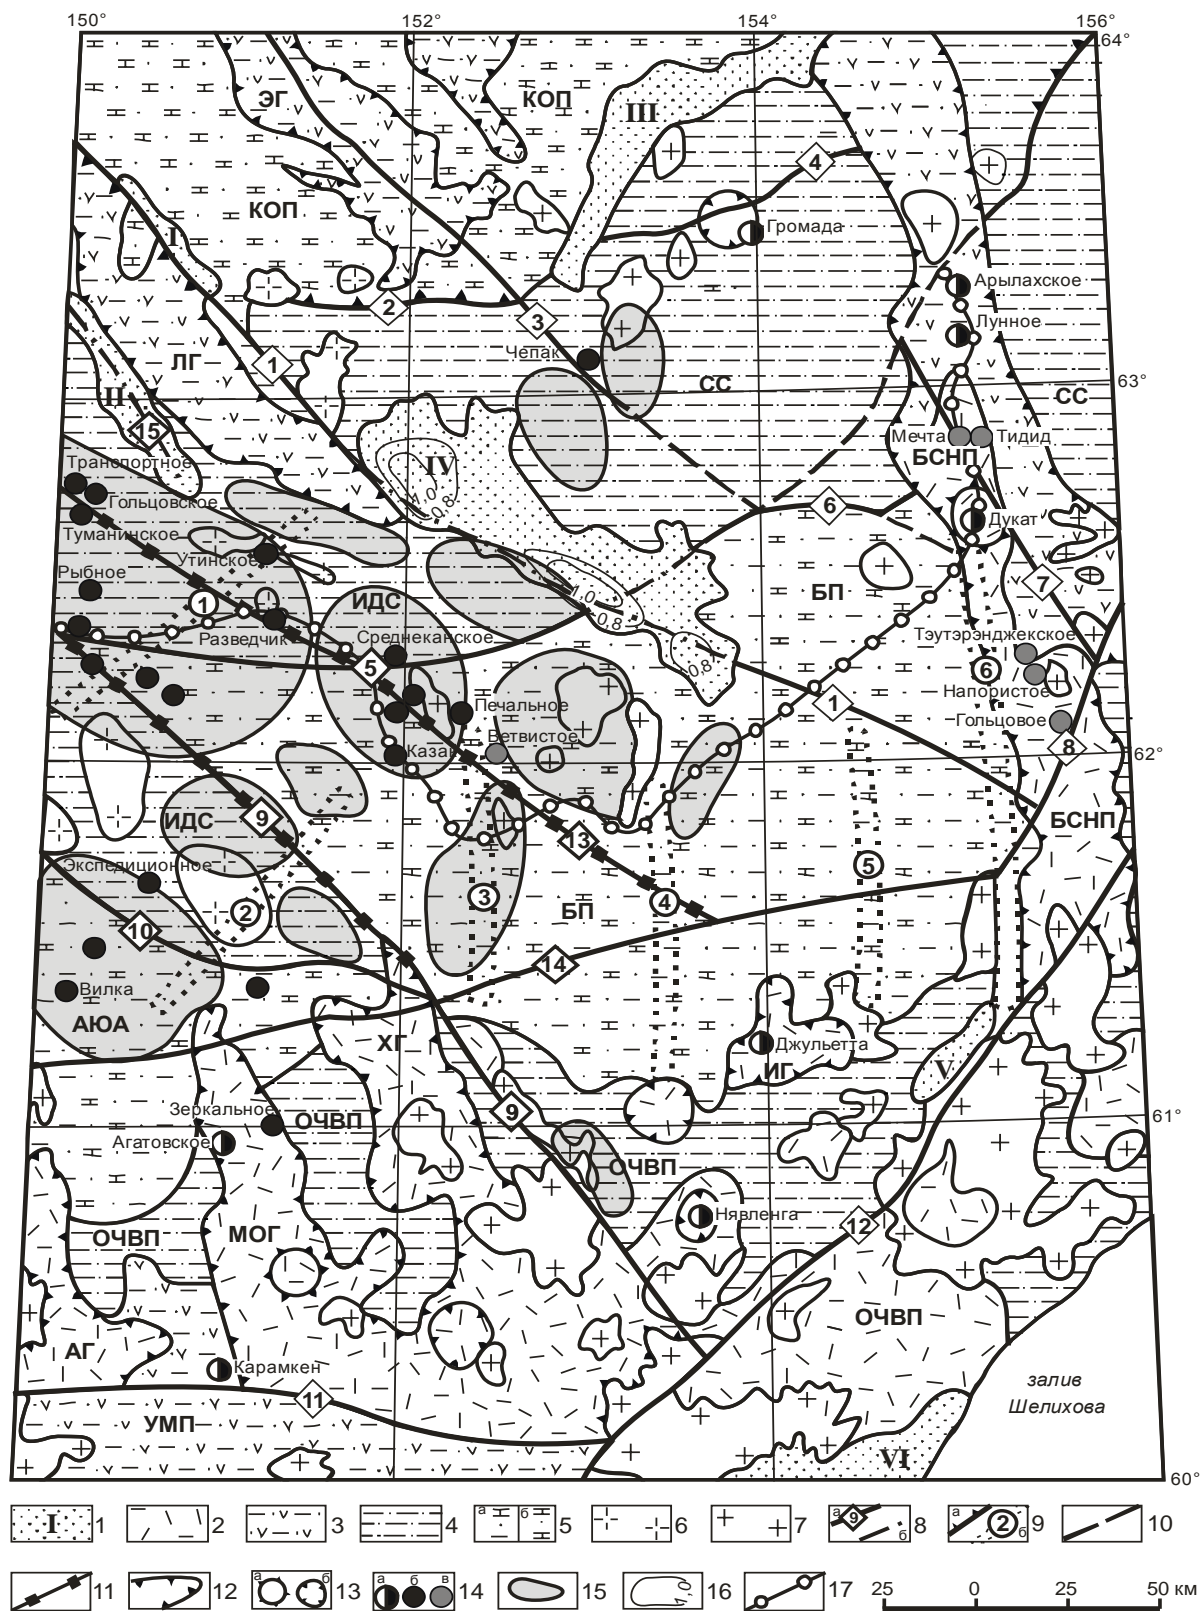 150°
152°
154°
156°
64°
ЭГ
КОП
III
4
КОП
I
Громада
Арылахское
2
3
Лунное
Чепак
ЛГ
1
СС
63°
II
СС
15
Мечта
Тидид
БСНП
IV
Транспортное
1,0
0,8
Гольцовское
6
Дукат
Туманинское
Утинское
Рыбное
7
1,0
БП
ИДС
1
0,8
Разведчик
Среднеканское
Тэутэрэнджекское
5
0,8
6
Напористое
Печальное
1
Гольцовое
Ветвистое
8
Казак
62°
ИДС
9
БСНП
13
Экспедиционное
5
3
4
2
БП
10
14
Вилка
АЮА
ХГ
Джульетта
ИГ
V
Зеркальное
9
61°
ОЧВП
Агатовское
ОЧВП
Нявленга
12
ОЧВП
МОГ
ОЧВП
АГ
Карамкен
залив
Шелихова
11
УМП
VI
60°
I 1
2
3
4
а б 5
6
7
а 9 б 8
а 2 б 9
10
11
12
а б 13
а б в 14
15
1,0 16
17
25 0 25 50 км